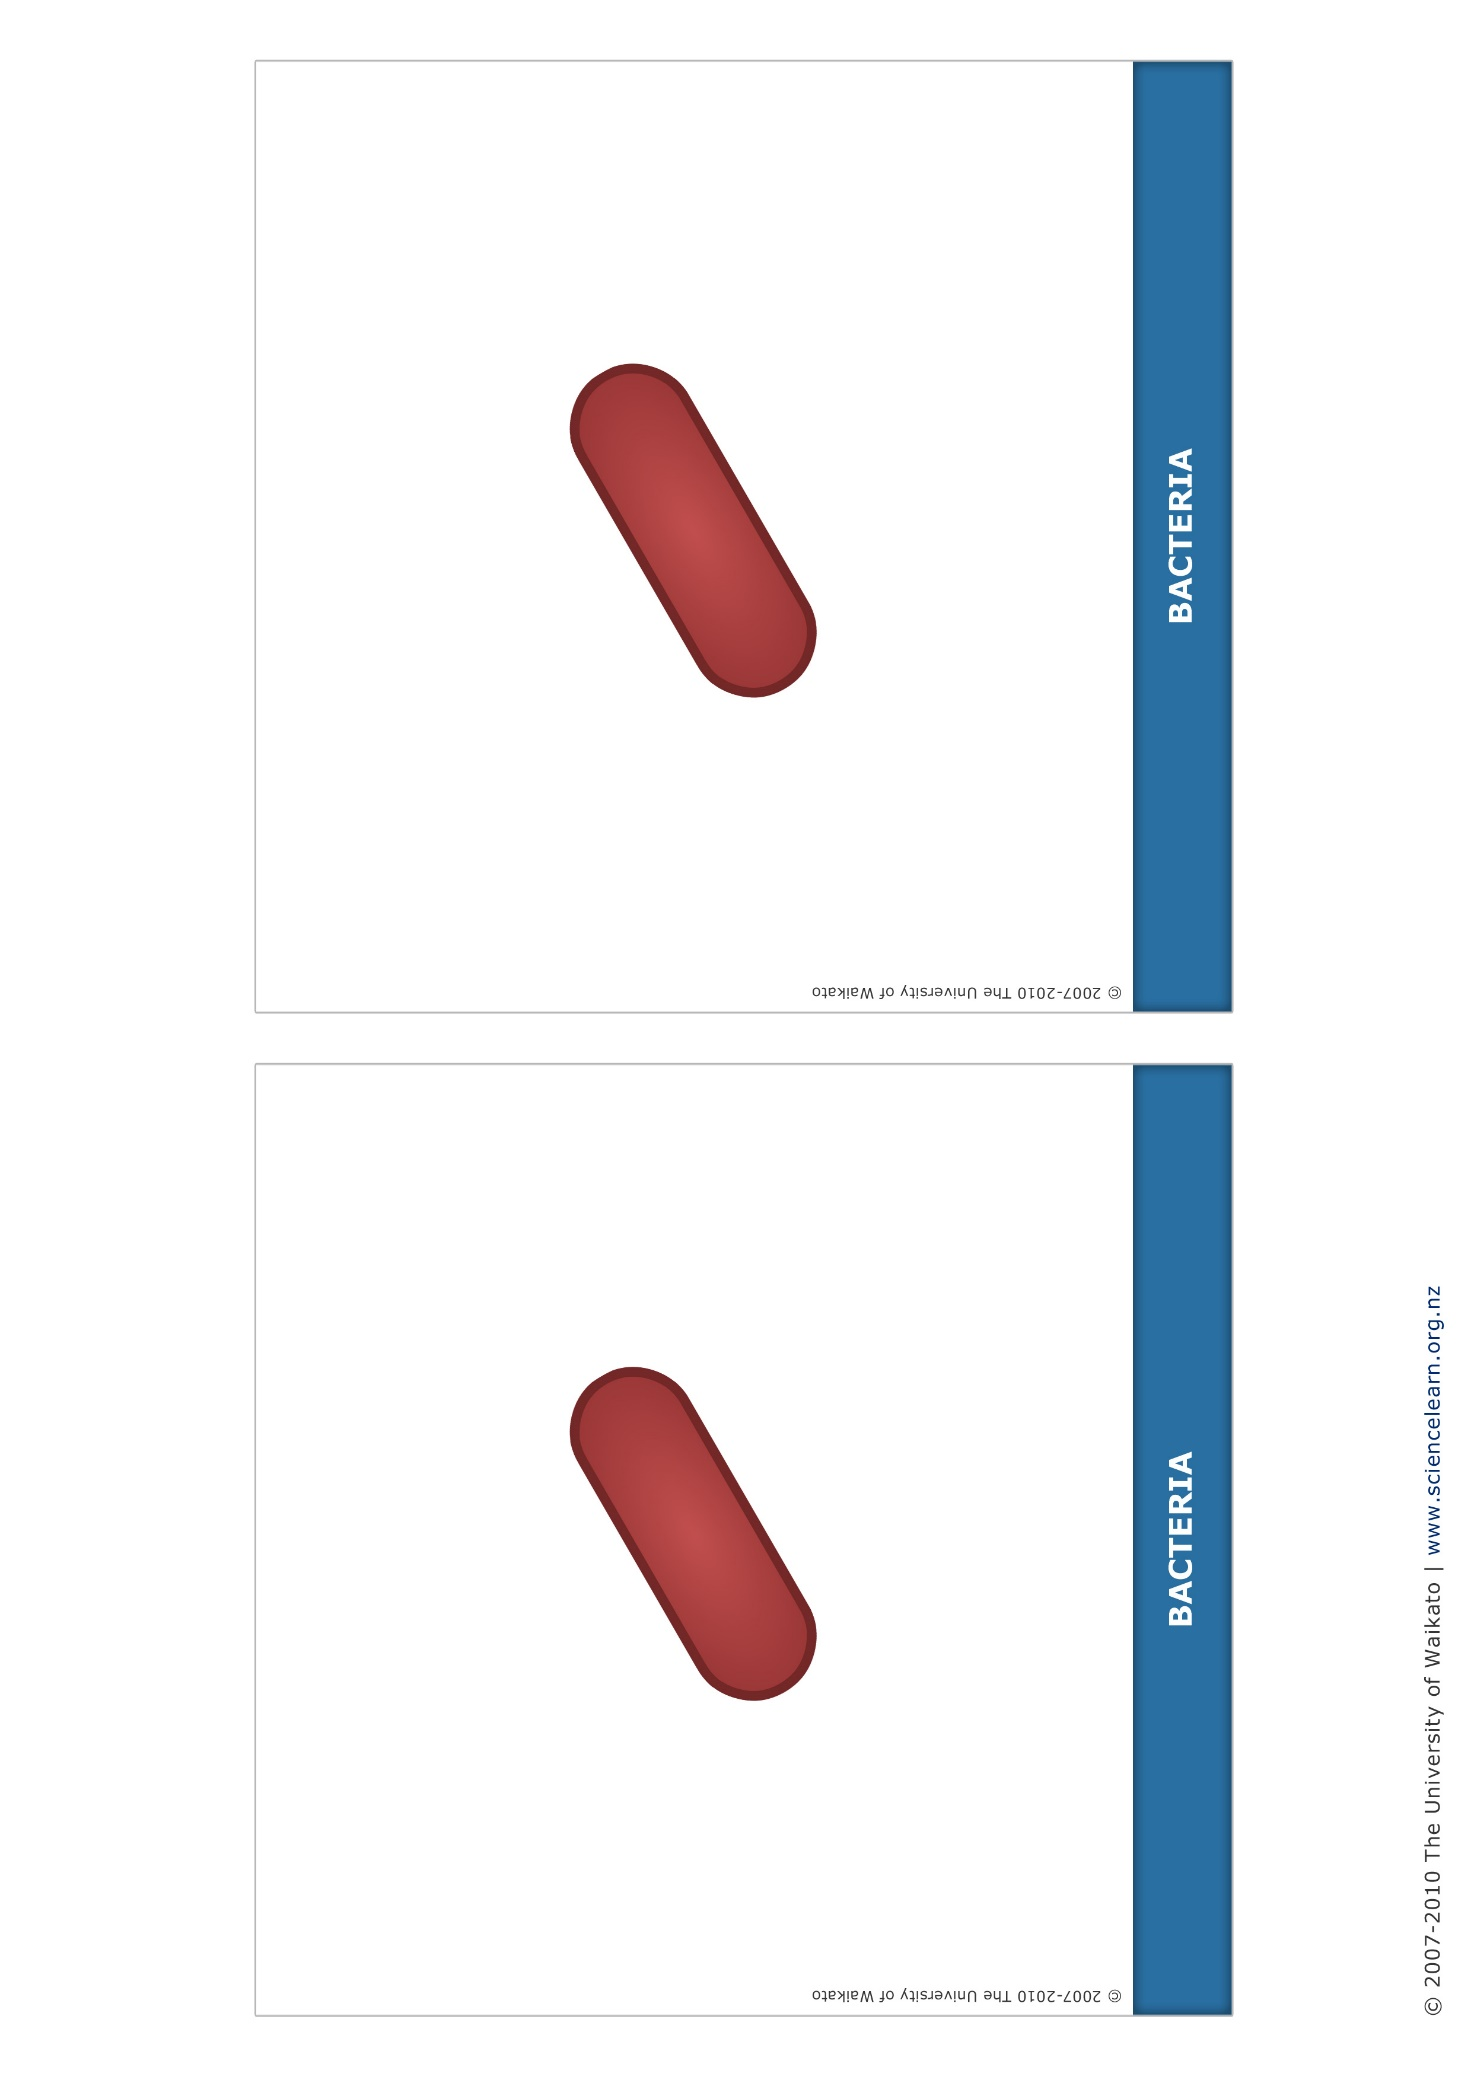 BACTERIA
© 2007-2010 The University of Waikato
BACTERIA
© 2007-2010 The University of Waikato
© 2007-2010 The University of Waikato | www.sciencelearn.org.nz